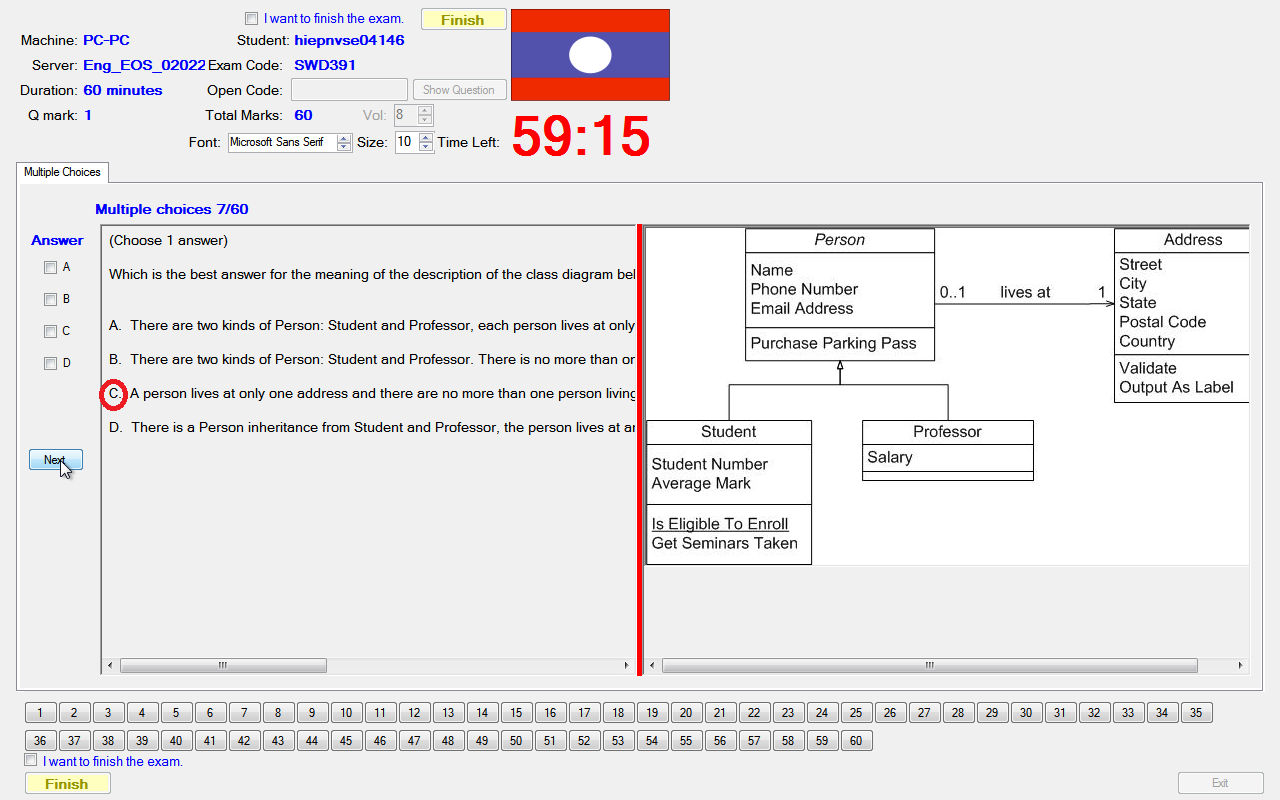 I want to finish the exam.
Finish
Machine: PC-PC
Student: hiepnvse04146
Server: Eng_EOS_02022
Exam Code: SWD391
Duration: 60 minutes
Open Code:
Show Question
Q mark: 1
Total Marks: 60
Vol: 8
Font: Microsoft Sans Serif
Size: 10
Time Left: 59:15
Multiple Choices
Multiple choices 7/60
Answer
A
B
C
D
Next
(Choose 1 answer)
Which is the best answer for the meaning of the description of the class diagram bel
A. There are two kinds of Person: Student and Professor, each person lives at only
B. There are two kinds of Person: Student and Professor. There is no more than or
C. A person lives at only one address and there are no more than one person living
D. There is a Person inheritance from Student and Professor, the person lives at ar
Person
Name
Phone Number
Email Address
Purchase Parking Pass
0..1 lives at 1
Address
Street
City
State
Postal Code
Country
Validate
Output As Label
Student
Student Number
Average Mark
Is Eligible To Enroll
Get Seminars Taken
Professor
Salary
1 2 3 4 5 6 7 8 9 10 11 12 13 14 15 16 17 18 19 20 21 22 23 24 25 26 27 28 29 30 31 32 33 34 35
36 37 38 39 40 41 42 43 44 45 46 47 48 49 50 51 52 53 54 55 56 57 58 59 60
I want to finish the exam.
Finish
Exit